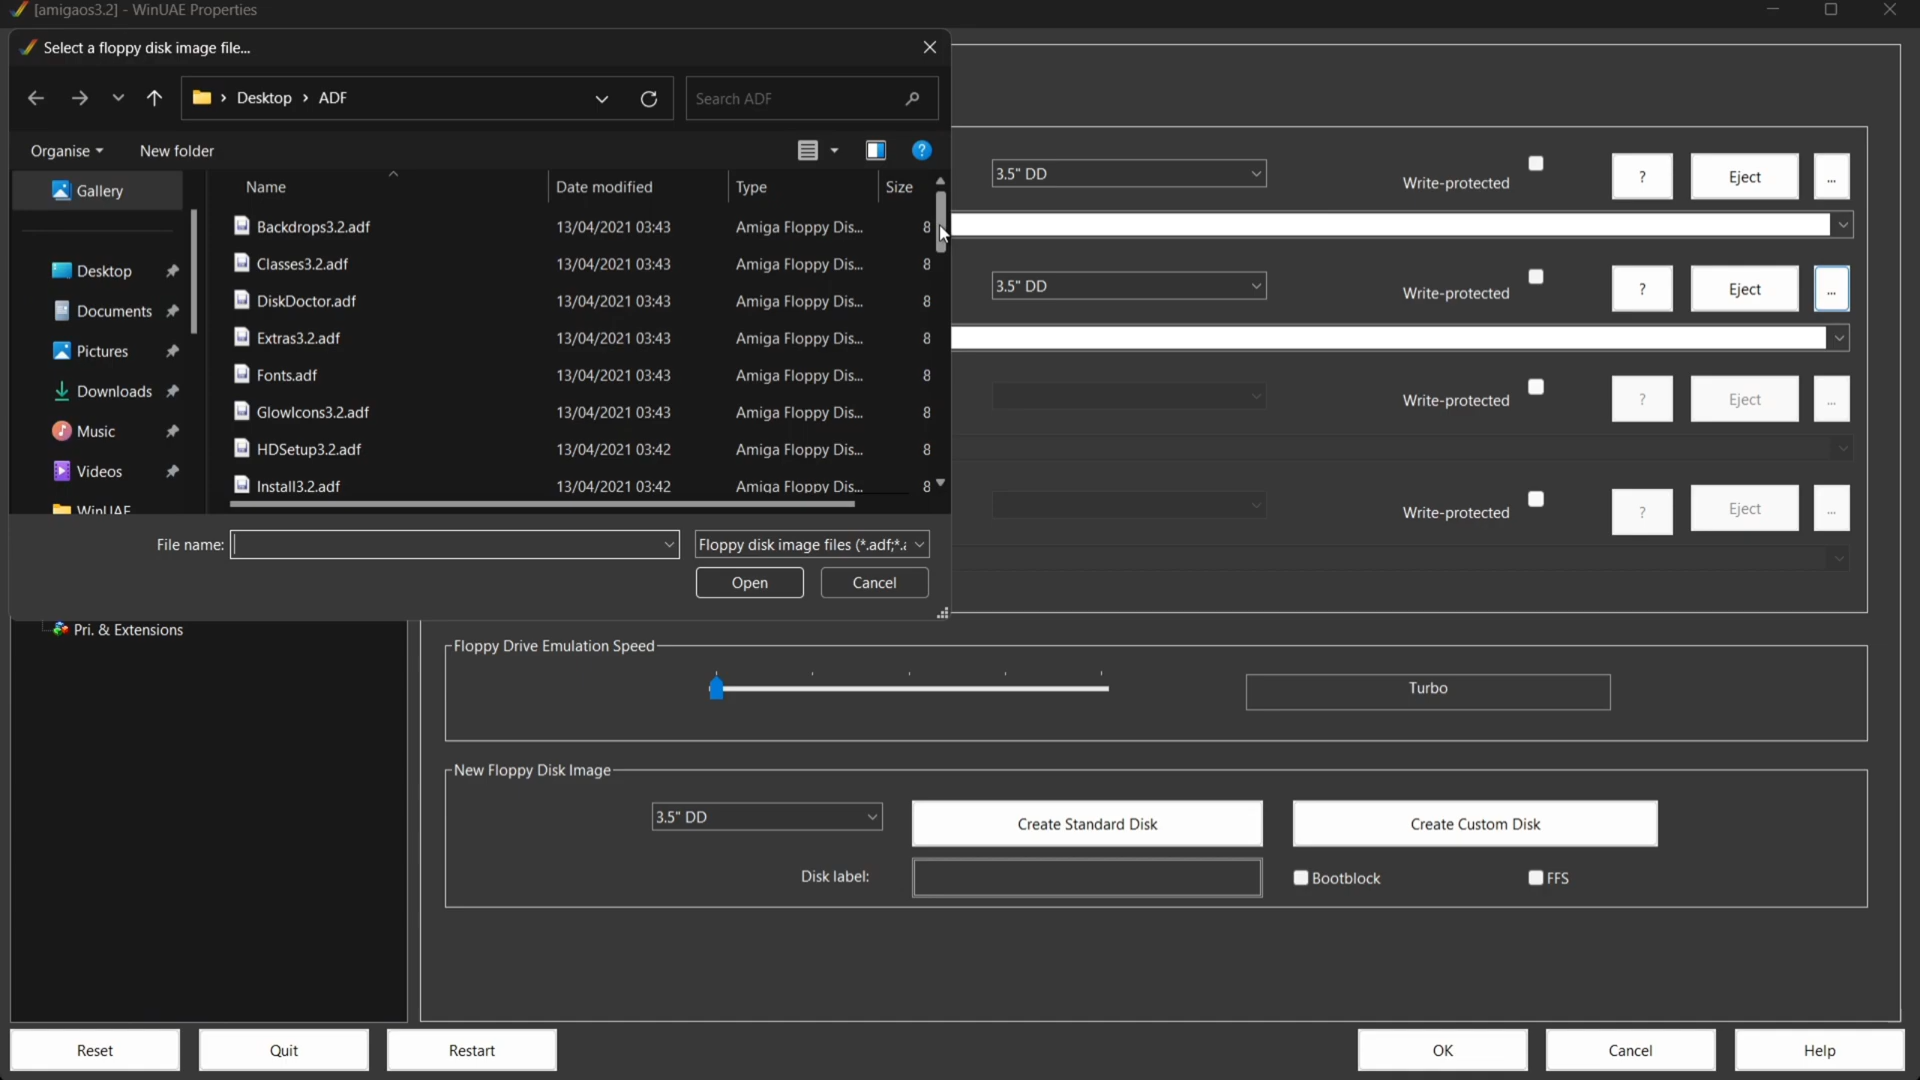 [amigaos3.2] - WinUAE Properties
Select a floppy disk image file...
Desktop > ADF
Search ADF
Organise
New folder
Gallery
Desktop
Documents
Pictures
Downloads
Music
Videos
WinUAE
Name Date modified Type Size
Backdrops3.2.adf 13/04/2021 03:43 Amiga Floppy Dis... 8
Classes3.2.adf 13/04/2021 03:43 Amiga Floppy Dis... 8
DiskDoctor.adf 13/04/2021 03:43 Amiga Floppy Dis... 8
Extras3.2.adf 13/04/2021 03:43 Amiga Floppy Dis... 8
Fonts.adf 13/04/2021 03:43 Amiga Floppy Dis... 8
GlowIcons3.2.adf 13/04/2021 03:43 Amiga Floppy Dis... 8
HDSetup3.2.adf 13/04/2021 03:42 Amiga Floppy Dis... 8
Install3.2.adf 13/04/2021 03:42 Amiga Floppy Dis... 8
File name:
Floppy disk image files (*.adf;*.a
Open Cancel
3.5" DD Write-protected ? Eject ...
3.5" DD Write-protected ? Eject ...
Write-protected ? Eject ...
Write-protected ? Eject ...
Pri. & Extensions
Floppy Drive Emulation Speed
Turbo
New Floppy Disk Image
3.5" DD Create Standard Disk Create Custom Disk
Disk label: Bootblock FFS
Reset Quit Restart OK Cancel Help